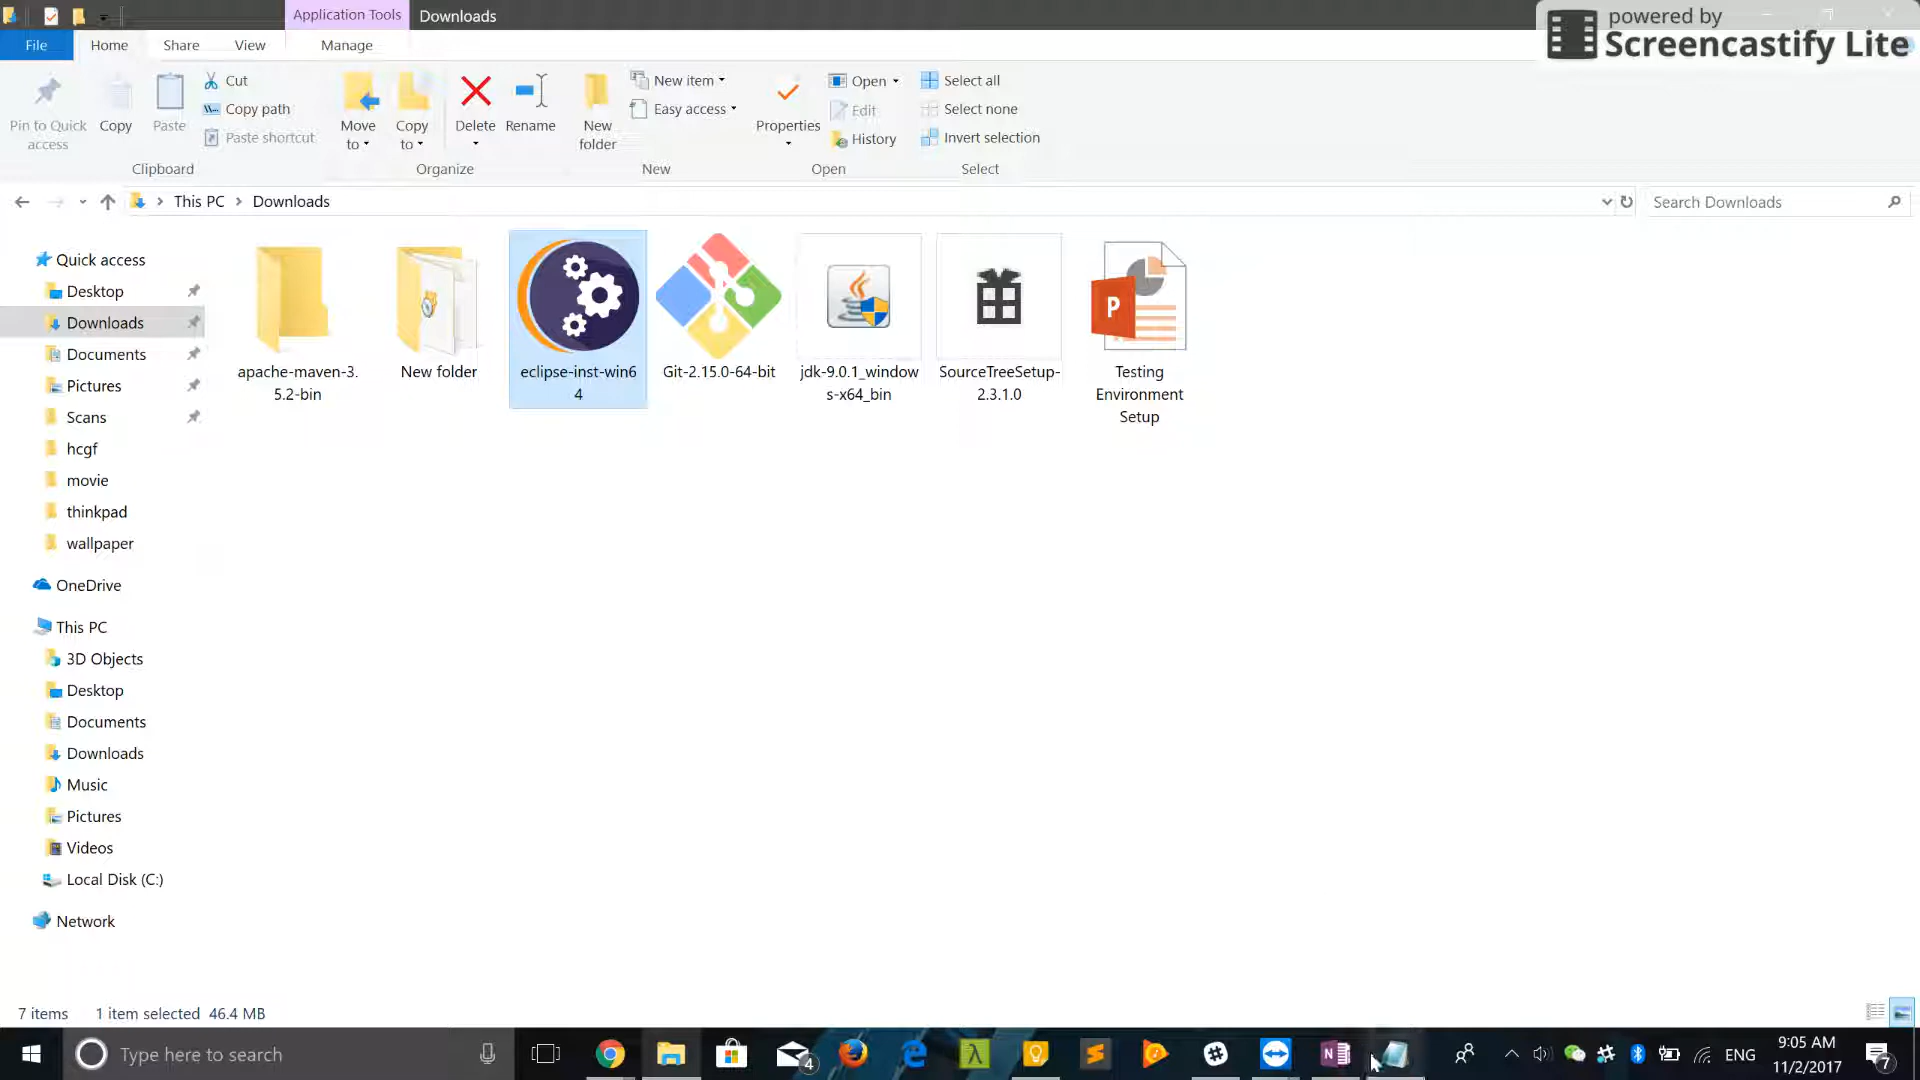 Application Tools
Downloads
File
Home
Share
View
Manage
powered by
Screencastify Lite
Pin to Quick
access
Copy
Paste
Cut
Copy path
Paste shortcut
Clipboard
Move
to
Copy
to
Delete
Rename
Organize
New
folder
New item
Easy access
New
Properties
Open
Edit
History
Open
Select all
Select none
Invert selection
Select
This PC
Downloads
Search Downloads
Quick access
Desktop
Downloads
Documents
Pictures
Scans
hcgf
movie
thinkpad
wallpaper
OneDrive
This PC
3D Objects
Desktop
Documents
Downloads
Music
Pictures
Videos
Local Disk (C:)
Network
apache-maven-3.
5.2-bin
New folder
eclipse-inst-win6
4
Git-2.15.0-64-bit
jdk-9.0.1_window
s-x64_bin
SourceTreeSetup-
2.3.1.0
P
Testing
Environment
Setup
7 items
1 item selected 46.4 MB
Type here to search
4
N
ENG
9:05 AM
11/2/2017
7